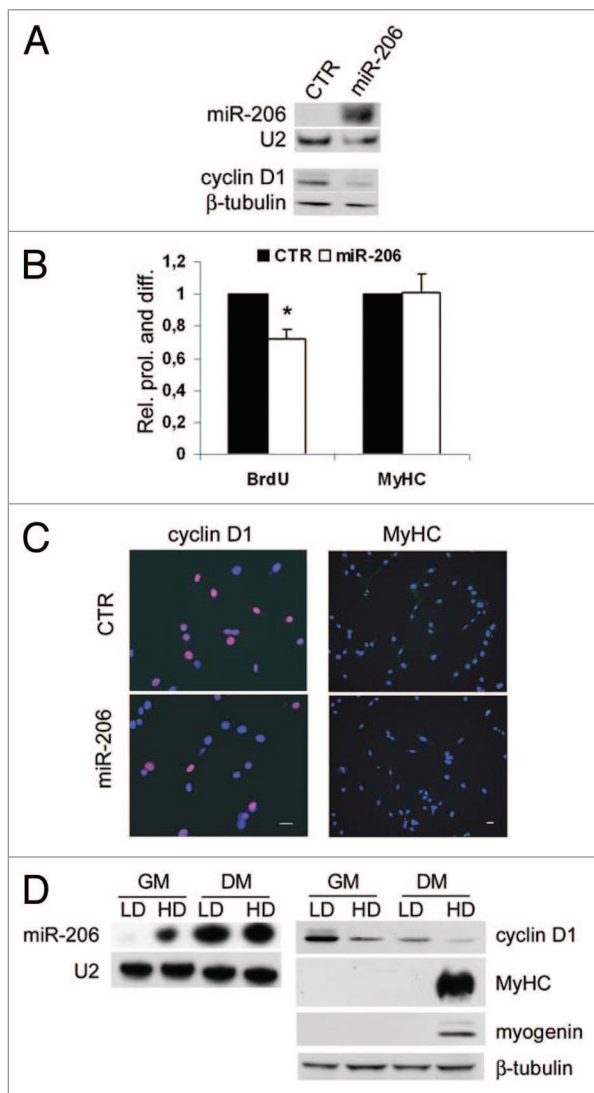 A
CTR miR-206
miR-206
U2
cyclin D1
β-tubulin
B
CTR miR-206
Rel. prol. and diff.
1,2
1
0,8
0,6
0,4
0,2
0
*
BrdU MyHC
C
cyclin D1 MyHC
CTR
miR-206
D
GM DM
LD HD LD HD
miR-206
U2
GM DM
LD HD LD HD
cyclin D1
MyHC
myogenin
β-tubulin